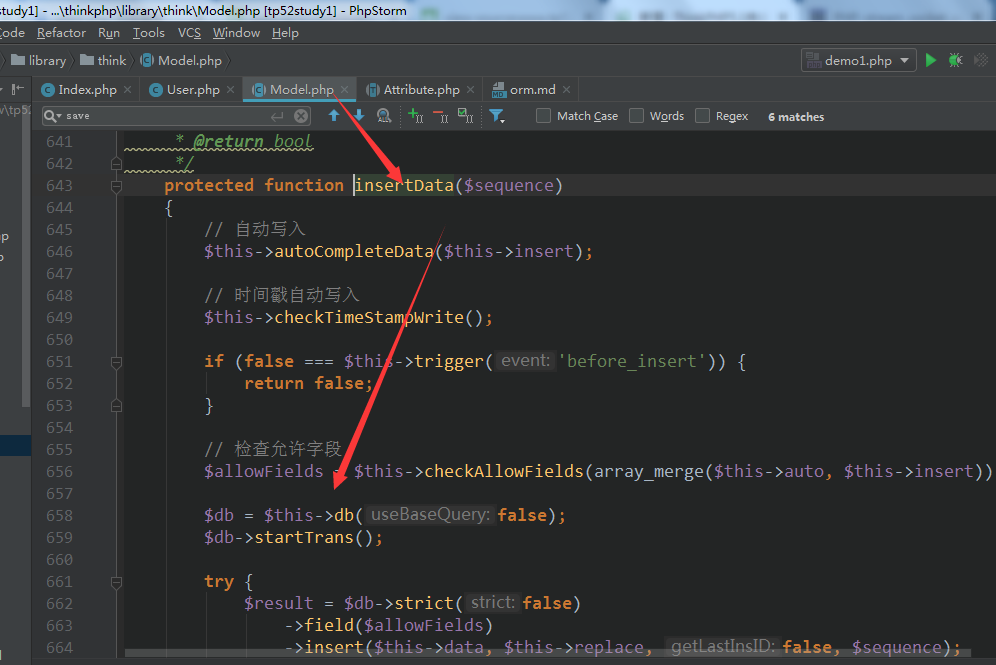 study1] - ...\thinkphp\library\think\Model.php [tp52study1] - PhpStorm
Code Refactor Run Tools VCS Window Help
library think Model.php demo1.php
Index.php User.php Model.php Attribute.php orm.md
save Match Case Words Regex 6 matches
641 * @return bool
642 */
643 protected function insertData($sequence)
644 {
645 // 自动写入
646 $this->autoCompleteData($this->insert);
647
648 // 时间戳自动写入
649 $this->checkTimeStampWrite();
650
651 if (false === $this->trigger( event: 'before_insert')) {
652 return false;
653 }
654
655 // 检查允许字段
656 $allowFields = $this->checkAllowFields(array_merge($this->auto, $this->insert))
657
658 $db = $this->db( useBaseQuery: false);
659 $db->startTrans();
660
661 try {
662 $result = $db->strict( strict: false)
663 ->field($allowFields)
664 ->insert($this->data, $this->replace, getLastInsID: false, $sequence);